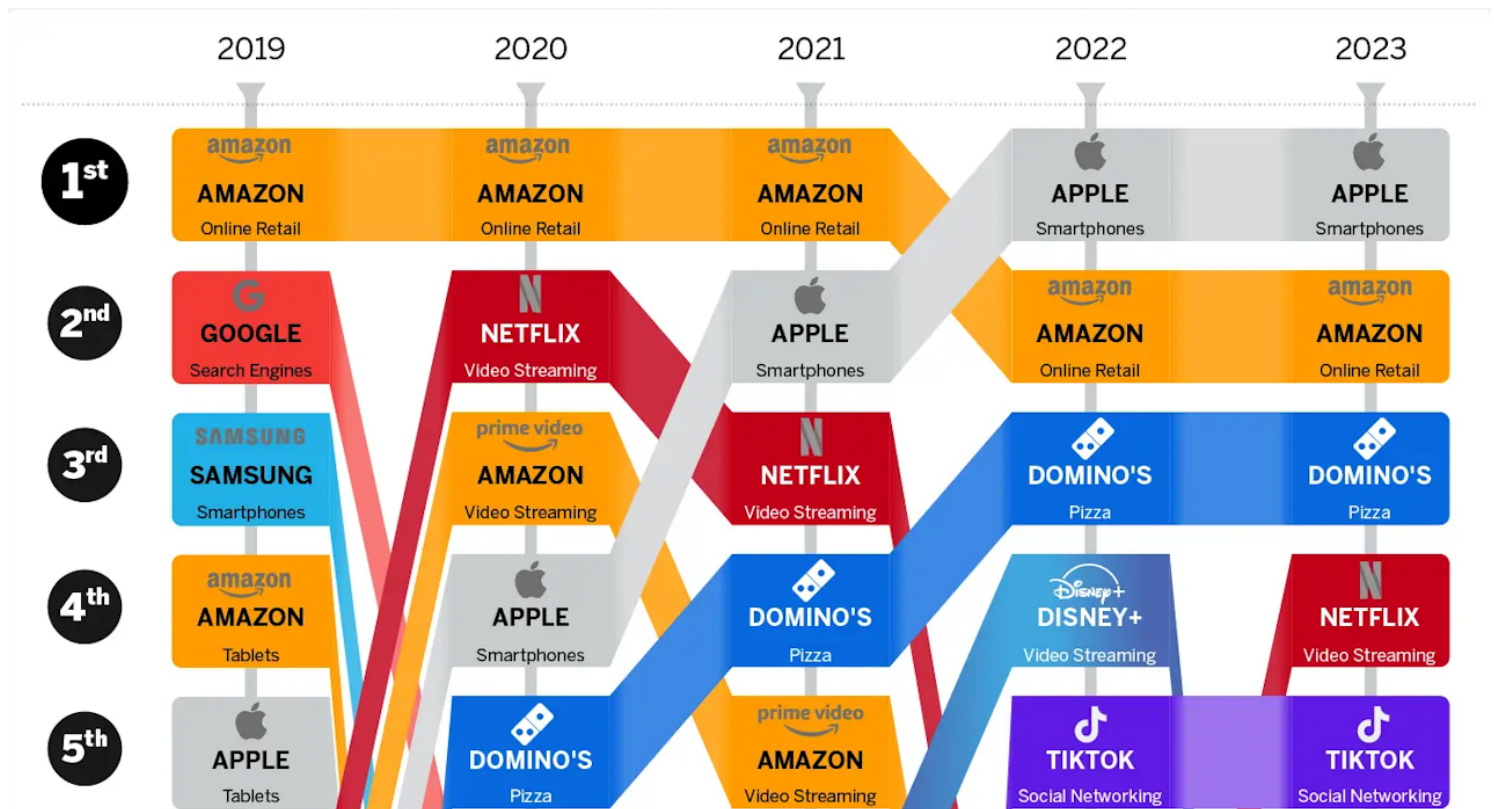 2019 2020 2021 2022 2023
1st
amazon amazon amazon
AMAZON AMAZON AMAZON APPLE APPLE
Online Retail Online Retail Online Retail Smartphones Smartphones
2nd
G N amazon amazon
GOOGLE NETFLIX APPLE AMAZON AMAZON
Search Engines Video Streaming Smartphones Online Retail Online Retail
3rd
SAMSUNG prime video N
SAMSUNG AMAZON NETFLIX DOMINO'S DOMINO'S
Smartphones Video Streaming Video Streaming Pizza Pizza
4th
amazon Disney+ N
AMAZON APPLE DOMINO'S DISNEY+ NETFLIX
Tablets Smartphones Pizza Video Streaming Video Streaming
5th
prime video
APPLE DOMINO'S AMAZON TIKTOK TIKTOK
Tablets Pizza Video Streaming Social Networking Social Networking